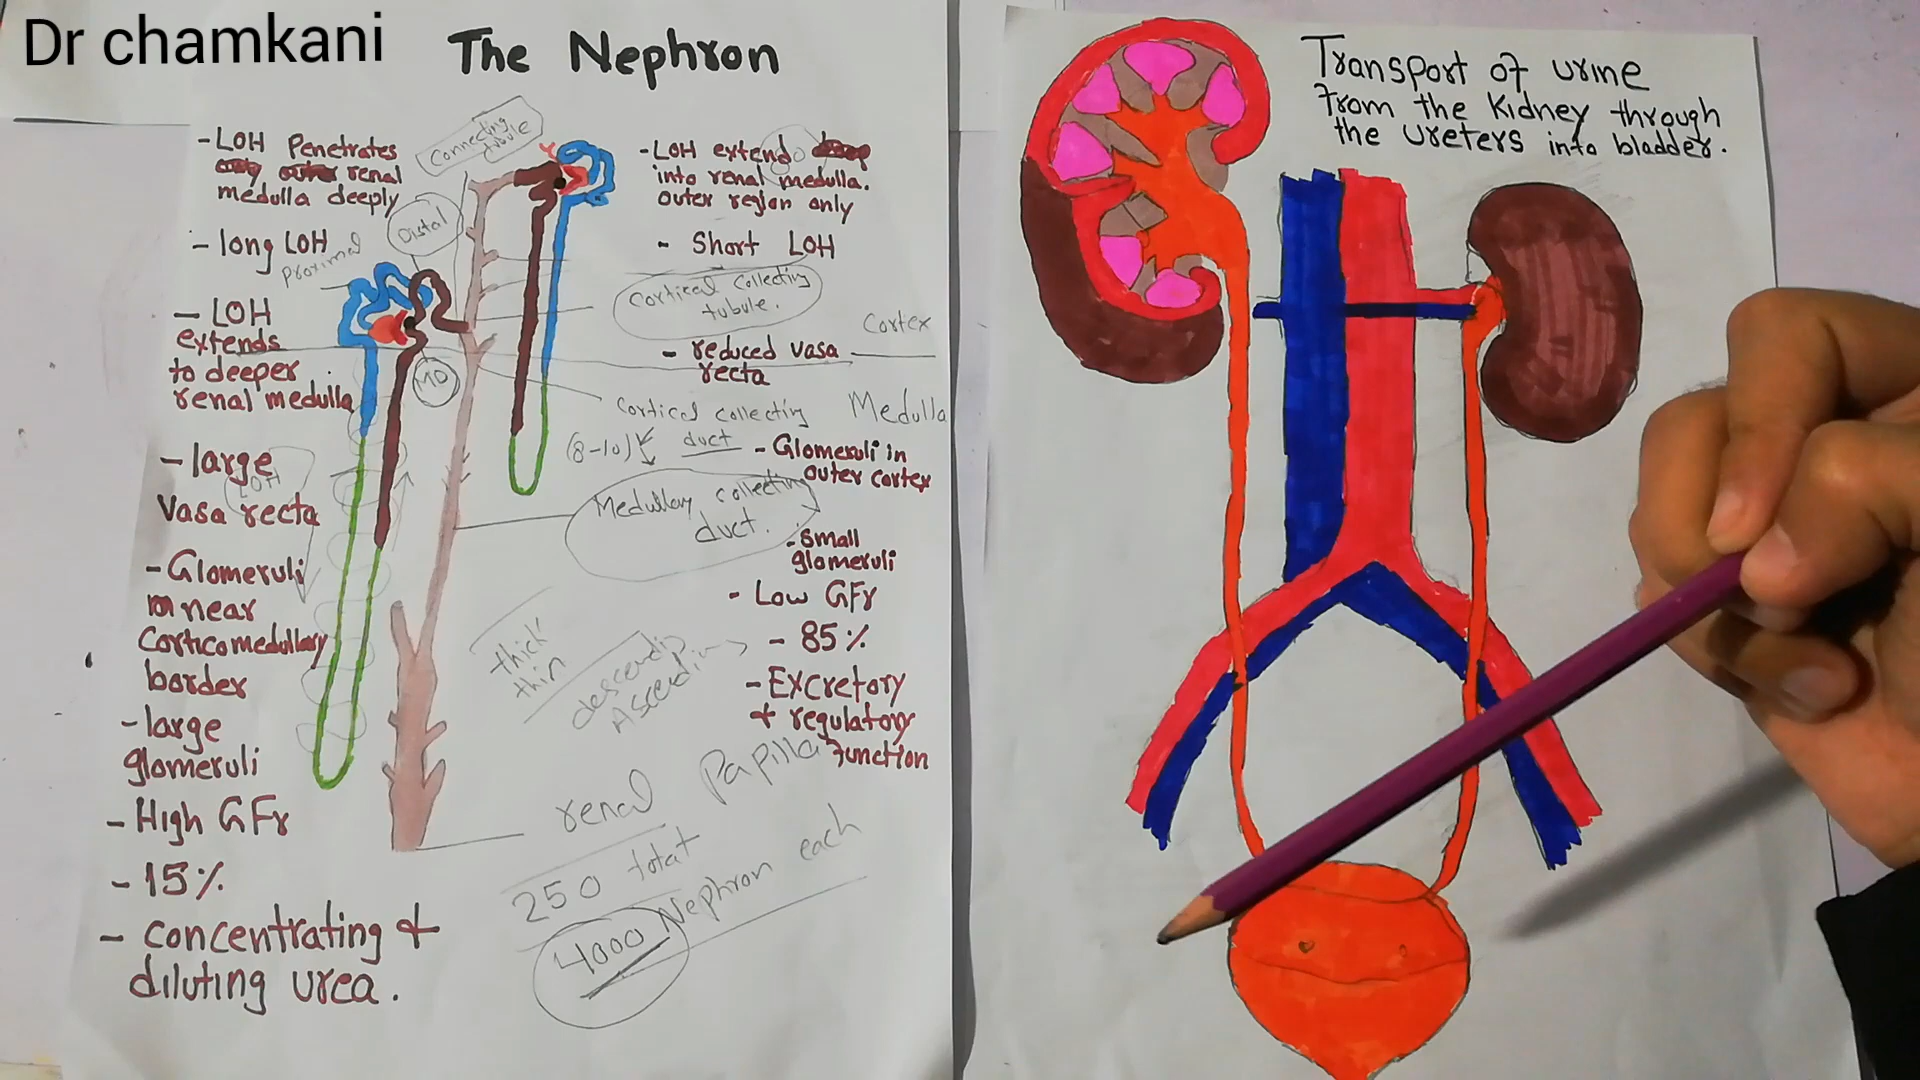 Dr chamkani
The Nephron
- LOH Penetrates
renal
medulla deeply
- long LOH
Proximal
- LOH
extends
to deeper
renal medulla
- large
LOH
Vasa recta
- Glomeruli
near
Corticomedullary
border
- large
glomeruli
- High GFr
- 15%
- concentrating +
diluting urea.
Connecting
tubule
Distal
MD
- LOH extend
into renal medulla.
outer region only
- Short LOH
Cortical collecting
tubule.
Cortex
- reduced vasa
recta
Cortical collecting
duct
Medulla
(8-10)
- Glomeruli in
outer cortex
Medullary collecting
duct.
- Small
glomeruli
- Low GFr
- 85%
- Excretory
+ regulatory
function
thick
thin
renal Papilla
250 total
4000 Nephron each
Transport of urine
from the kidney through
the ureters into bladder.